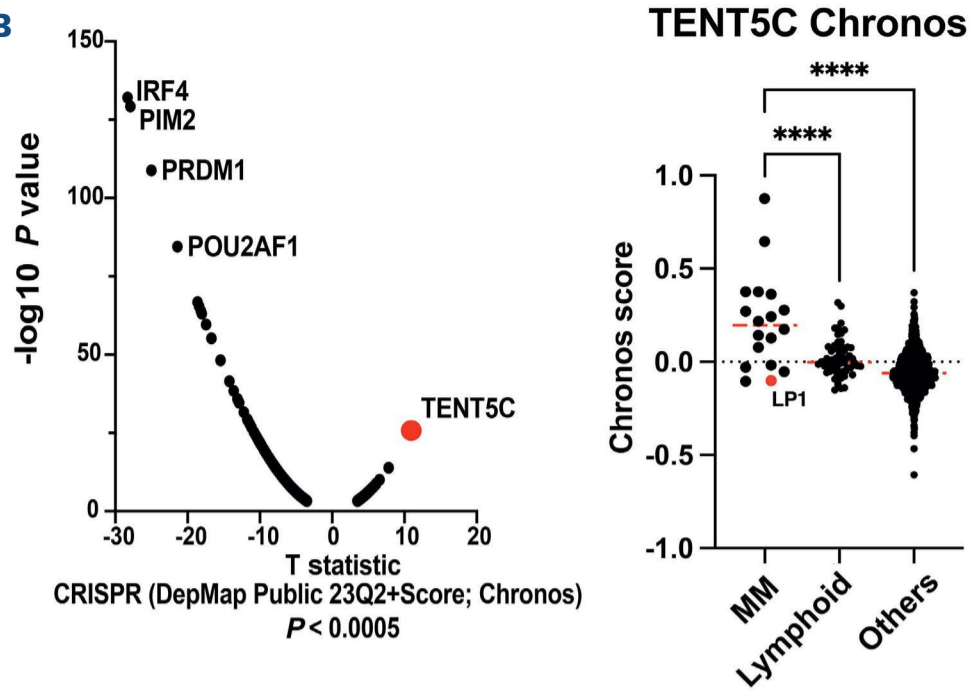 B
150
100
50
0
-log10 P value
IRF4
PIM2
PRDM1
POU2AF1
TENT5C
-30 -20 -10 0 10 20
T statistic
CRISPR (DepMap Public 23Q2+Score; Chronos)
P < 0.0005
TENT5C Chronos
****
****
1.0
0.5
0.0
-0.5
-1.0
Chronos score
LP1
MM
Lymphoid
Others